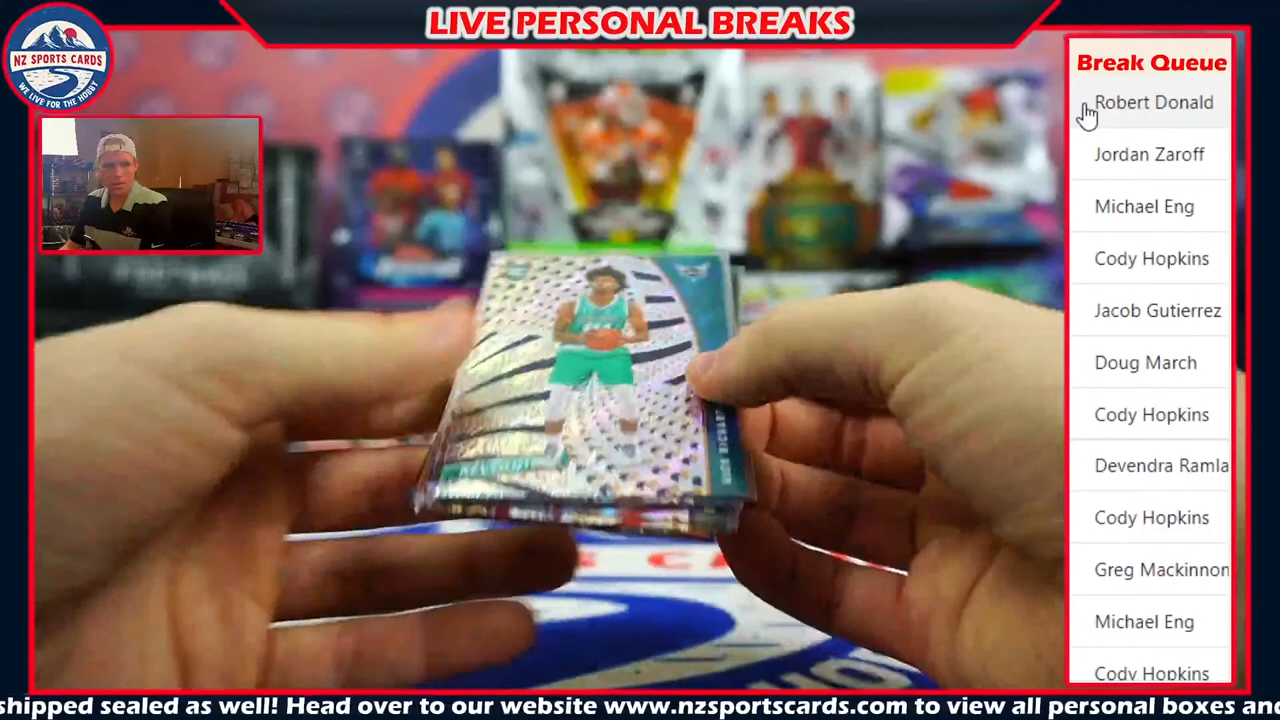 LIVE PERSONAL BREAKS
NZ SPORTS CARDS
WE LIVE FOR THE HOBBY
Break Queue
Robert Donald
Jordan Zaroff
Michael Eng
Cody Hopkins
Jacob Gutierrez
Doug March
Cody Hopkins
Devendra Ramla
Cody Hopkins
Greg Mackinnon
Michael Eng
Cody Hopkins
shipped sealed as well! Head over to our website www.nzsportscards.com to view all personal boxes and